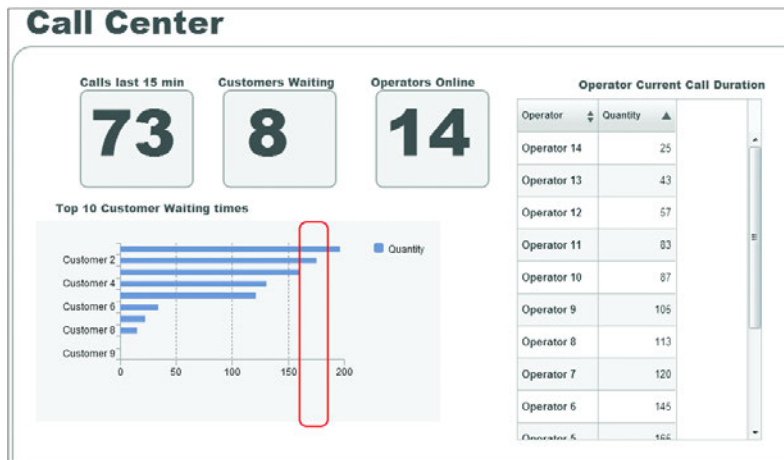 Call Center
Calls last 15 min
Customers Waiting
Operators Online
73
8
14
Top 10 Customer Waiting times
Customer 2
Customer 4
Customer 6
Customer 8
Customer 9
0 50 100 150 200
Quantity
Operator Current Call Duration
Operator Quantity
Operator 14 25
Operator 13 43
Operator 12 57
Operator 11 83
Operator 10 87
Operator 9 105
Operator 8 113
Operator 7 120
Operator 6 145
Operator 5 166